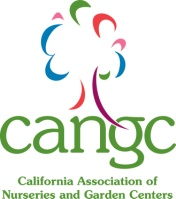 cangc
California Association of
Nurseries and Garden Centers